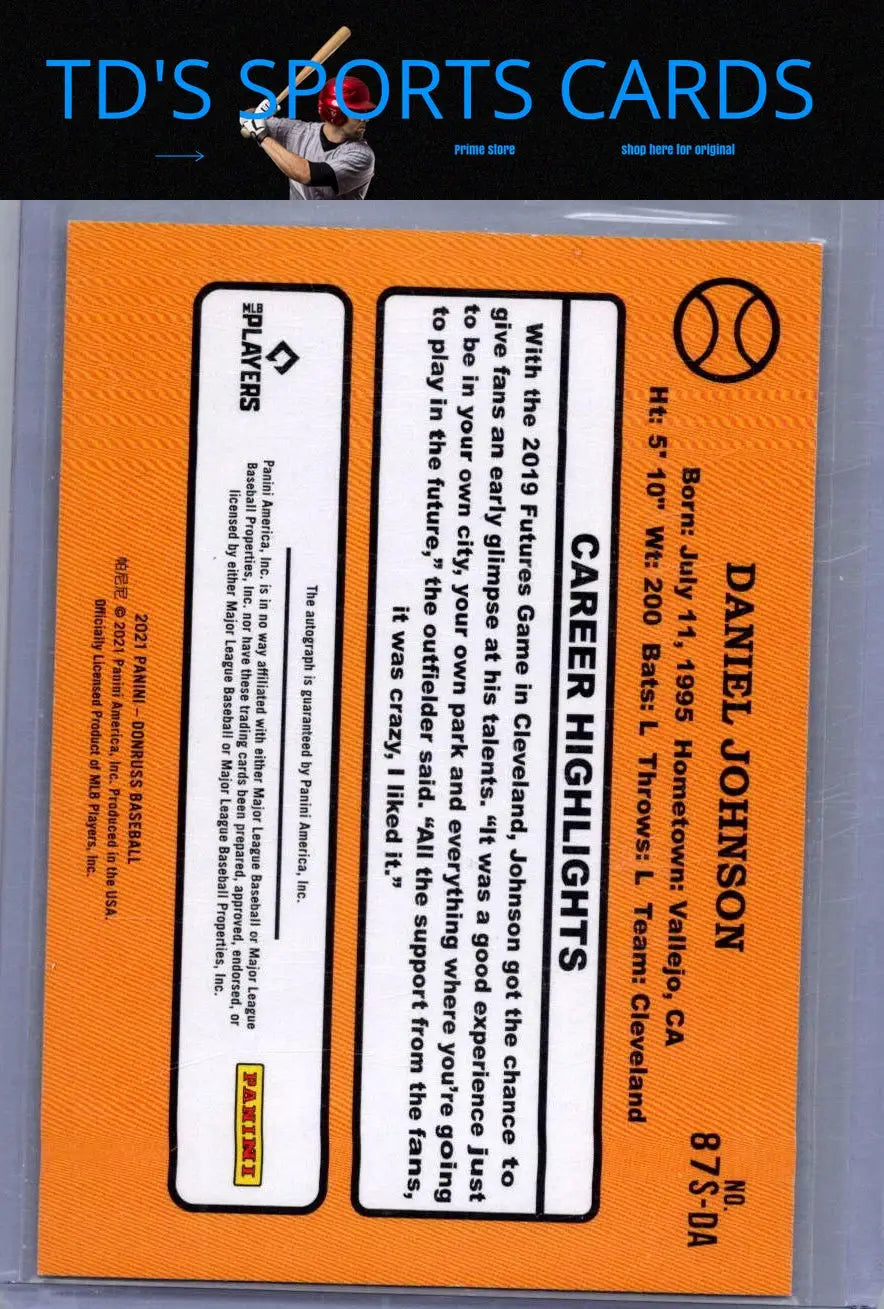 TD'S SPORTS CARDS
Prime store
shop here for original
NO.
87S-DA
DANIEL JOHNSON
Born: July 11, 1995 Hometown: Vallejo, CA
Ht: 5' 10" Wt: 200 Bats: L Throws: L Team: Cleveland
CAREER HIGHLIGHTS
With the 2019 Futures Game in Cleveland, Johnson got the chance to
give fans an early glimpse at his talents. “It was a good experience just
to be in your own city, your own park and everything where you’re going
to play in the future,” the outfielder said. “All the support from the fans,
it was crazy, I liked it.”
MLB
PLAYERS
The autograph is guaranteed by Panini America, Inc.
Panini America, Inc. is in no way affiliated with either Major League Baseball or Major League
Baseball Properties, Inc. nor have these trading cards been prepared, approved, endorsed, or
licensed by either Major League Baseball or Major League Baseball Properties, Inc.
PANINI
2021 PANINI – DONRUSS BASEBALL
帕尼尼 © 2021 Panini America, Inc. Produced in the USA.
Officially Licensed Product of MLB Players, Inc.